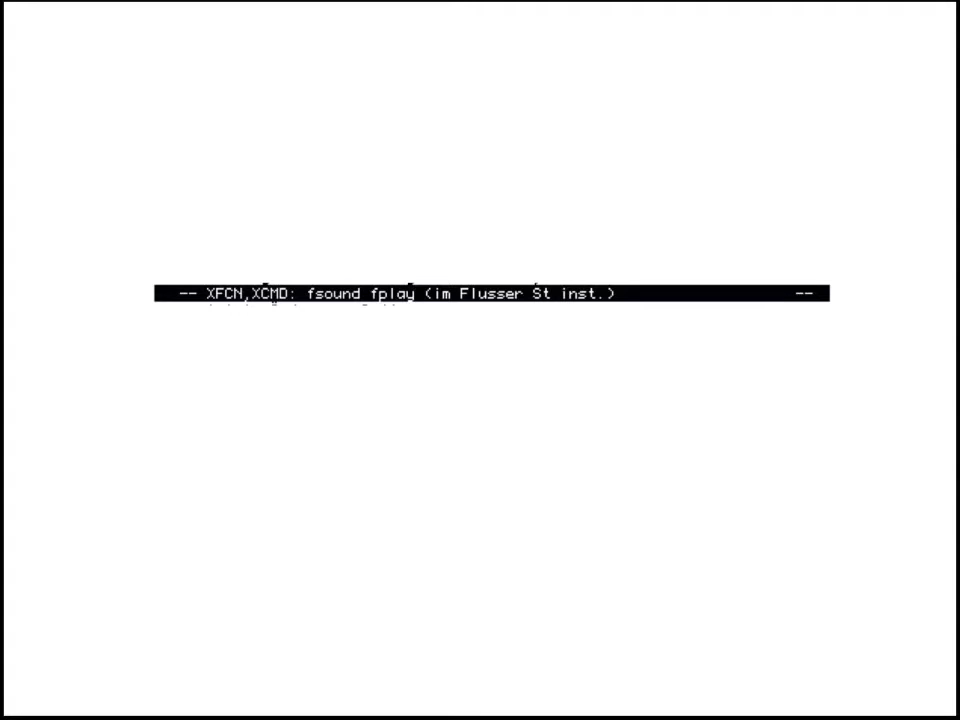 -- XFCN,XCMD: fsound fplay (im Flusser St inst.) --